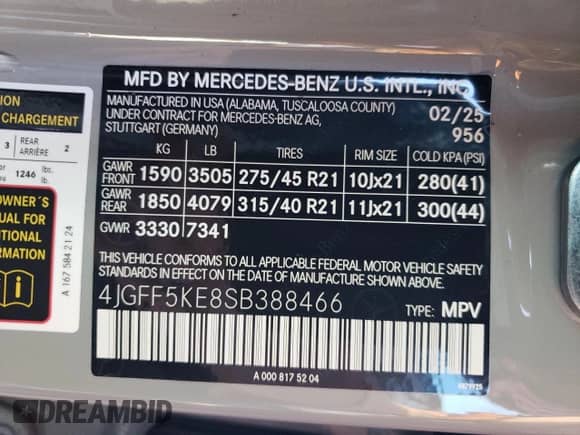 MFD BY MERCEDES-BENZ U.S. INTL., INC.
MANUFACTURED IN USA (ALABAMA, TUSCALOOSA COUNTY)
UNDER CONTRACT FOR MERCEDES-BENZ AG,
STUTTGART (GERMANY)
02/25
956
KG LB TIRES RIM SIZE COLD KPA (PSI)
GAWR FRONT 1590 3505 275/45 R21 10Jx21 280(41)
GAWR REAR 1850 4079 315/40 R21 11Jx21 300(44)
GVWR 3330 7341
THIS VEHICLE CONFORMS TO ALL APPLICABLE FEDERAL MOTOR VEHICLE SAFETY
STANDARDS IN EFFECT ON THE DATE OF MANUFACTURE SHOWN ABOVE.
4JGFF5KE8SB388466 TYPE: MPV
A 000 817 52 04
CHARGEMENT
3 REAR ARRIÈRE 2
1246 lbs. lb.
OWNER´S
MANUAL FOR
INFORMATION
A 167 584 21 24
DREAMBID